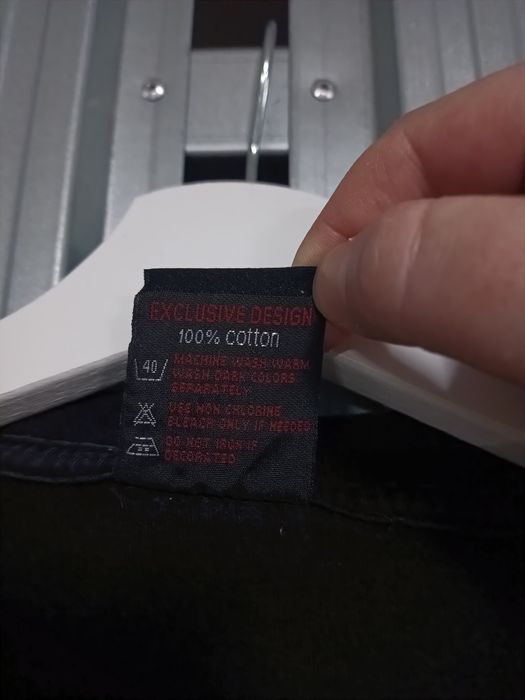 EXCLUSIVE DESIGN
100% cotton
40
MACHINE WASH WARM
WASH DARK COLORS
SEPARATELY
USE NON CHLORINE
BLEACH ONLY IF NEEDED
DO NOT IRON IF
DECORATED